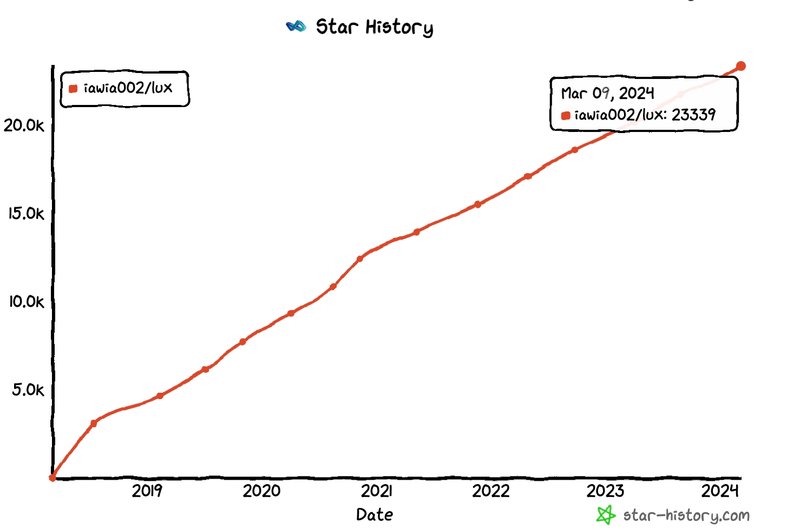 Star History
iawia002/lux
Mar 09, 2024
iawia002/lux: 23339
20.0k
15.0k
10.0k
5.0k
2019 2020 2021 2022 2023 2024
Date
star-history.com